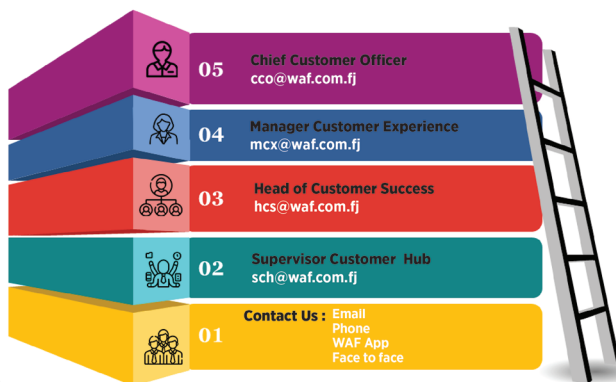 05
Chief Customer Officer
cco@waf.com.fj
04
Manager Customer Experience
mcx@waf.com.fj
03
Head of Customer Success
hcs@waf.com.fj
02
Supervisor Customer Hub
sch@waf.com.fj
01
Contact Us : Email
Phone
WAF App
Face to face